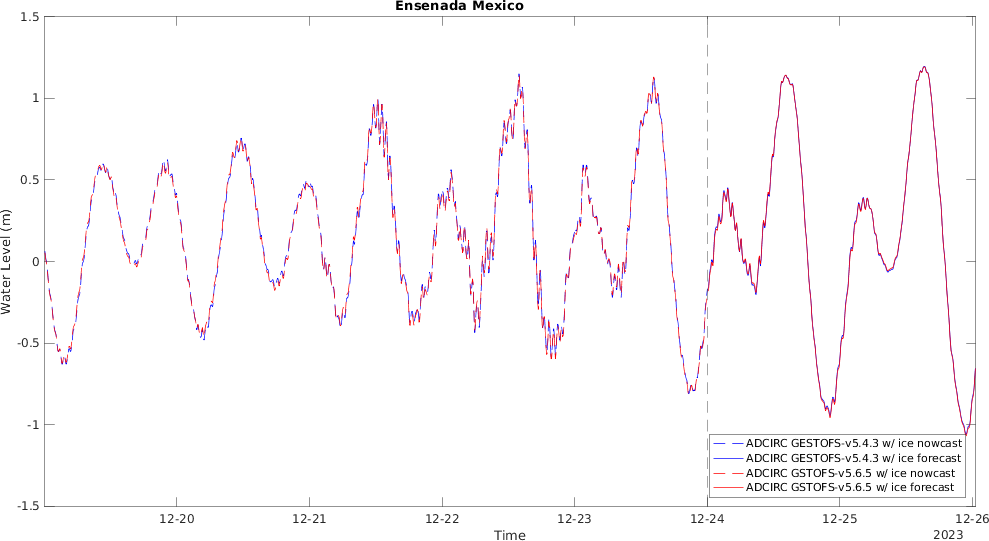 Ensenada Mexico
1.5
1
0.5
0
-0.5
-1
-1.5
Water Level (m)
ADCIRC GESTOFS-v5.4.3 w/ ice nowcast
ADCIRC GESTOFS-v5.4.3 w/ ice forecast
ADCIRC GSTOFS-v5.6.5 w/ ice nowcast
ADCIRC GSTOFS-v5.6.5 w/ ice forecast
12-20 12-21 12-22 12-23 12-24 12-25 12-26
Time
2023